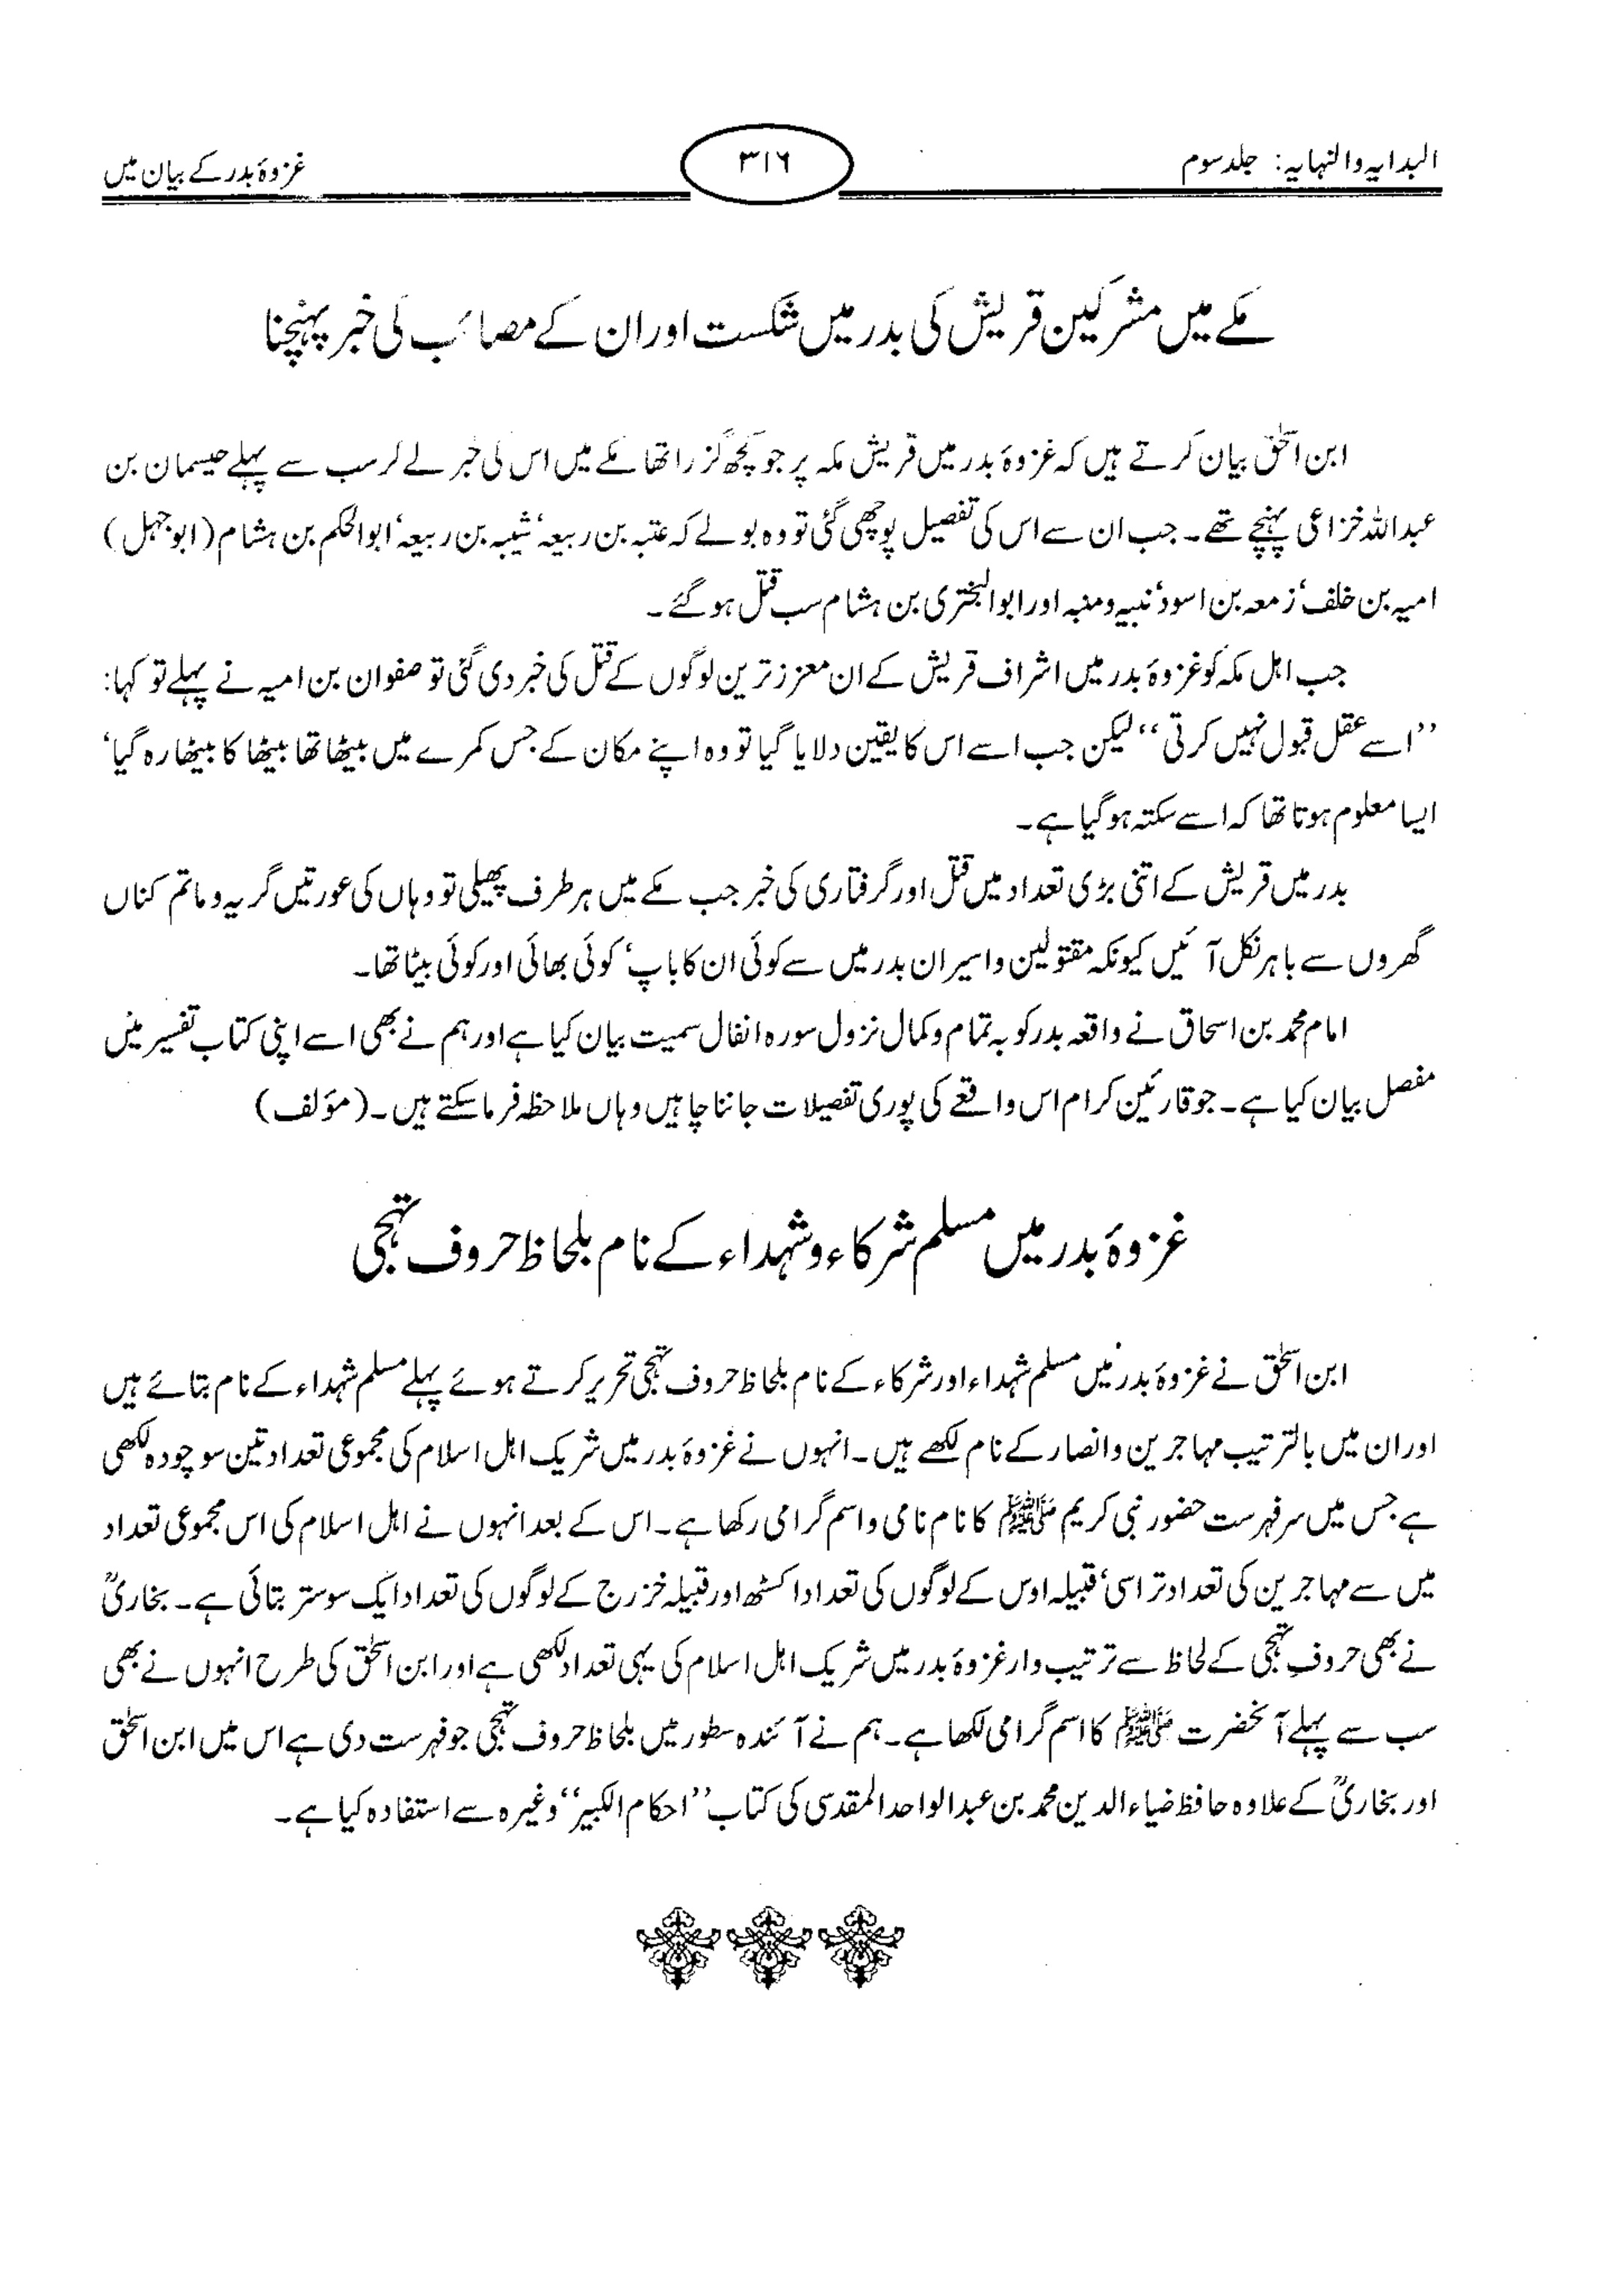 البدایہ والنہایہ: جلد سوم
۳۱۶
غزوۂ بدر کے بیان میں
مکے میں مشرکین قریش کی بدر میں شکست اور ان کے مصائب کی خبر پہنچنا
ابن اسحٰق بیان کرتے ہیں کہ غزوۂ بدر میں قریش مکہ پر جو کچھ گزرا تھا مکے میں اس کی خبر لے کر سب سے پہلے حیسمان بن
عبداللہ خزاعی پہنچے تھے۔ جب ان سے اس کی تفصیل پوچھی گئی تو وہ بولے کہ عتبہ بن ربیعہ‘ شیبہ بن ربیعہ‘ ابوالحکم بن ہشام (ابوجہل)
امیہ بن خلف‘ زمعہ بن اسود‘ نبیہ و منبہ اور ابوالبختری بن ہشام سب قتل ہو گئے۔
جب اہل مکہ کو غزوۂ بدر میں اشراف قریش کے ان معزز ترین لوگوں کے قتل کی خبر دی گئی تو صفوان بن امیہ نے پہلے تو کہا:
’’اسے عقل قبول نہیں کرتی‘‘ لیکن جب اسے اس کا یقین دلایا گیا تو وہ اپنے مکان کے جس کمرے میں بیٹھا تھا بیٹھا کا بیٹھا رہ گیا‘
ایسا معلوم ہوتا تھا کہ اسے سکتہ ہو گیا ہے۔
بدر میں قریش کے اتنی بڑی تعداد میں قتل اور گرفتاری کی خبر جب مکے میں ہر طرف پھیلی تو وہاں کی عورتیں گریہ و ماتم کناں
گھروں سے باہر نکل آئیں کیونکہ مقتولین و اسیران بدر میں سے کوئی ان کا باپ‘ کوئی بھائی اور کوئی بیٹا تھا۔
امام محمد بن اسحاق نے واقعہ بدر کو بہ تمام و کمال نزول سورہ انفال سمیت بیان کیا ہے اور ہم نے بھی اسے اپنی کتاب تفسیر میں
مفصل بیان کیا ہے۔ جو قارئین کرام اس واقعے کی پوری تفصیلات جاننا چاہیں وہاں ملاحظہ فرما سکتے ہیں۔ (مؤلف)
غزوۂ بدر میں مسلم شرکاء و شہداء کے نام بلحاظ حروف تہجی
ابن اسحٰق نے غزوۂ بدر میں مسلم شہداء اور شرکاء کے نام بلحاظ حروف تہجی تحریر کرتے ہوئے پہلے مسلم شہداء کے نام بتائے ہیں
اور ان میں بالترتیب مہاجرین و انصار کے نام لکھے ہیں۔ انہوں نے غزوۂ بدر میں شریک اہل اسلام کی مجموعی تعداد تین سو چودہ لکھی
ہے جس میں سرفہرست حضور نبی کریم ﷺ کا نام نامی و اسم گرامی رکھا ہے۔ اس کے بعد انہوں نے اہل اسلام کی اس مجموعی تعداد
میں سے مہاجرین کی تعداد تراسی‘ قبیلہ اوس کے لوگوں کی تعداد اکسٹھ اور قبیلہ خزرج کے لوگوں کی تعداد ایک سو ستر بتائی ہے۔ بخاریؒ
نے بھی حروفِ تہجی کے لحاظ سے ترتیب وار غزوۂ بدر میں شریک اہل اسلام کی یہی تعداد لکھی ہے اور ابن اسحٰق کی طرح انہوں نے بھی
سب سے پہلے آنحضرت ﷺ کا اسم گرامی لکھا ہے۔ ہم نے آئندہ سطور میں بلحاظ حروف تہجی جو فہرست دی ہے اس میں ابن اسحٰق
اور بخاریؒ کے علاوہ حافظ ضیاء الدین محمد بن عبدالواحد المقدسی کی کتاب ’’احکام الکبیر‘‘ وغیرہ سے استفادہ کیا ہے۔